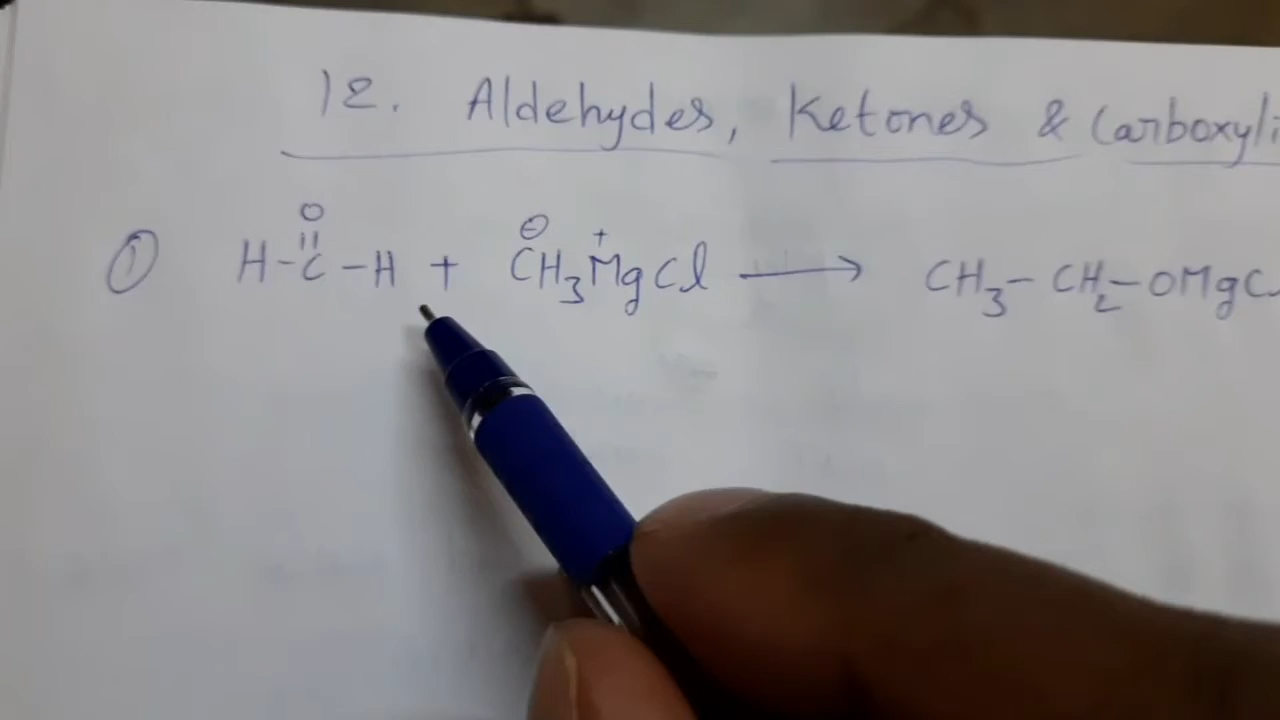 12. Aldehydes, Ketones & Carboxyli
① H-C-H + CH₃MgCl ⟶ CH₃-CH₂-OMgC
O
||
⊖ +